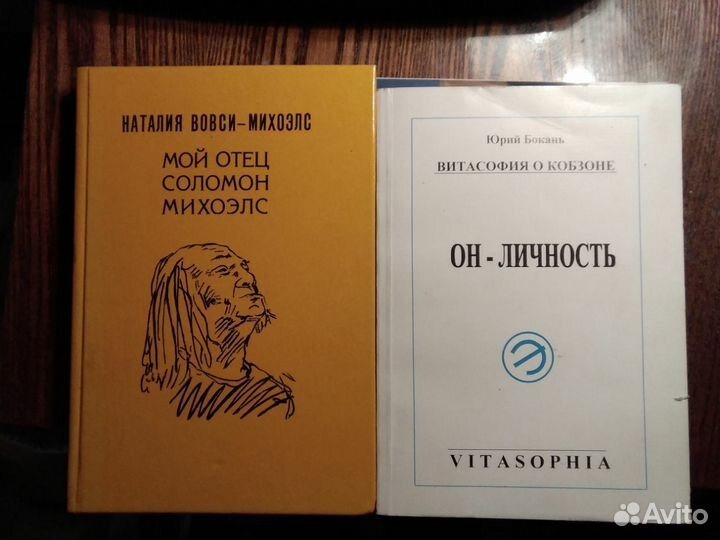 НАТАЛИЯ ВОВСИ-МИХОЭЛС
МОЙ ОТЕЦ
СОЛОМОН
МИХОЭЛС
Юрий Бокань
ВИТАСОФИЯ О КОБЗОНЕ
ОН - ЛИЧНОСТЬ
Э
VITASOPHIA
Avito